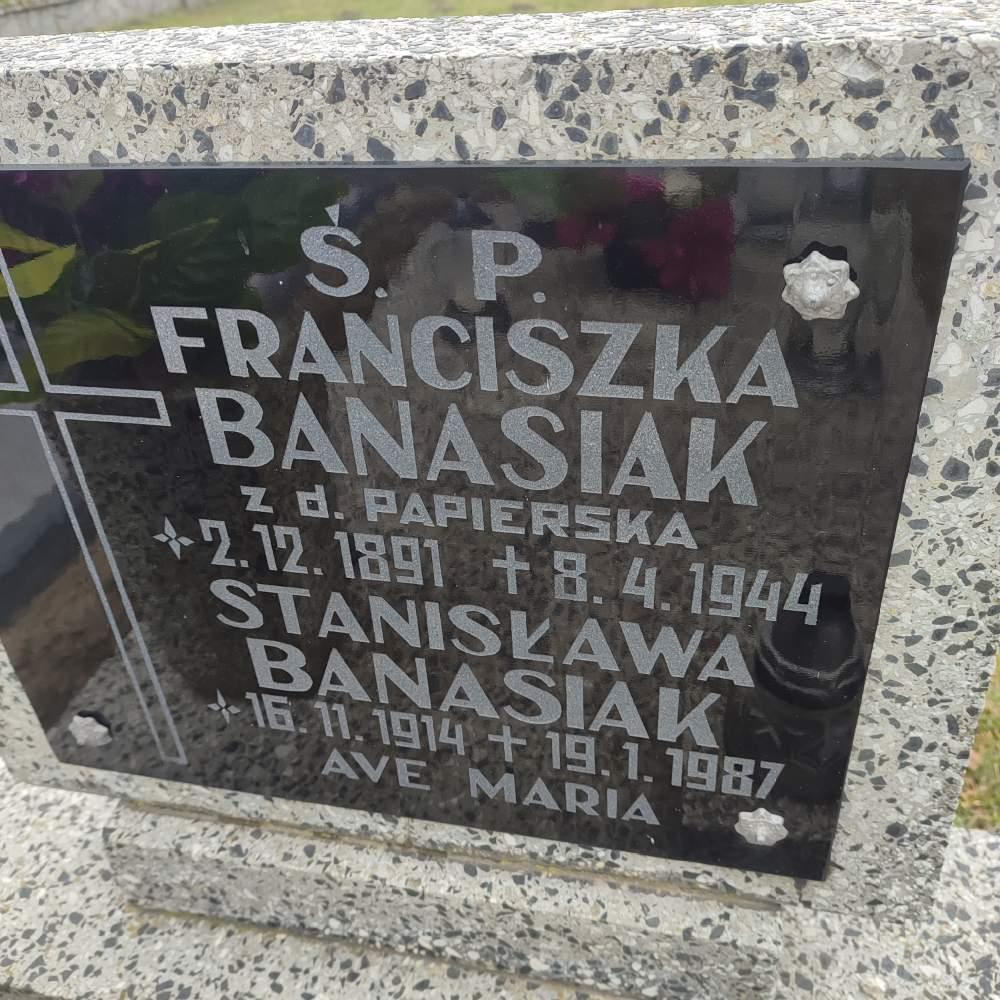 Ś. P.
FRANCISZKA
BANASIAK
z d. PAPIERSKA
2. 12. 1891 † 8. 4. 1944
STANISŁAWA
BANASIAK
16. 11. 1914 † 19. 1. 1987
AVE MARIA